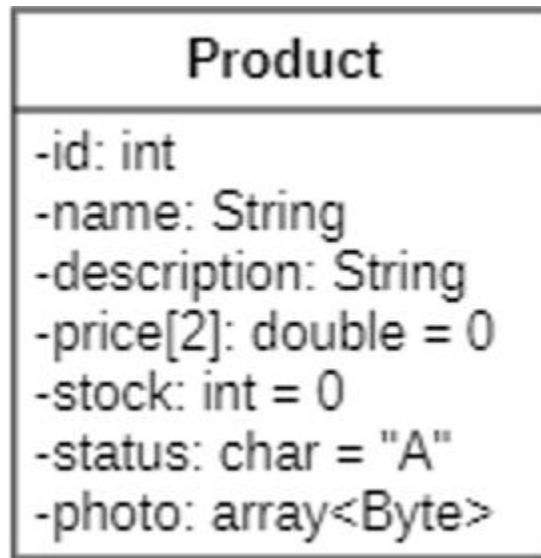 Product
-id: int
-name: String
-description: String
-price[2]: double = 0
-stock: int = 0
-status: char = "A"
-photo: array<Byte>